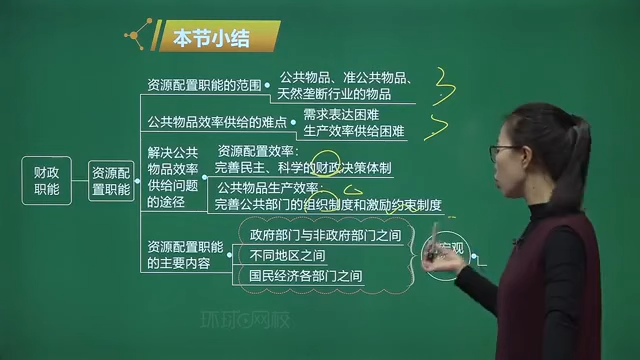 本节小结
公共物品、准公共物品、
资源配置职能的范围
天然垄断行业的物品
需求表达困难
公共物品效率供给的难点
生产效率供给困难
财政
职能
资源配
置职能
解决公共
物品效率
供给问题
的途径
资源配置效率：
完善民主、科学的财政决策体制
公共物品生产效率：
完善公共部门的组织制度和激励约束制度
资源配置职能
的主要内容
政府部门与非政府部门之间
不同地区之间
国民经济各部门之间
观
环球网校